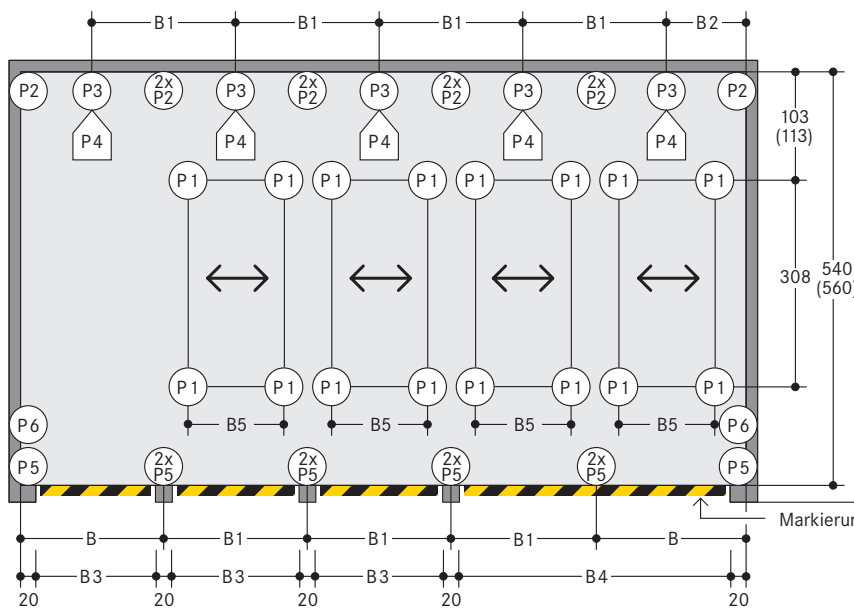 B1 B1 B1 B1 B2
P2 P3 2x P2 P3 2x P2 P3 2x P2 P3 2x P2 P3 P2
P4 P4 P4 P4 P4
103
(113)
P1 P1 P1 P1 P1 P1 P1 P1
308
540
(560)
P1 P1 P1 P1 P1 P1 P1 P1
B5 B5 B5 B5
P6 P6
P5 2x P5 2x P5 2x P5 2x P5 P5
Markierun
B B1 B1 B1 B
B3 B3 B3 B4
20 20 20 20 20